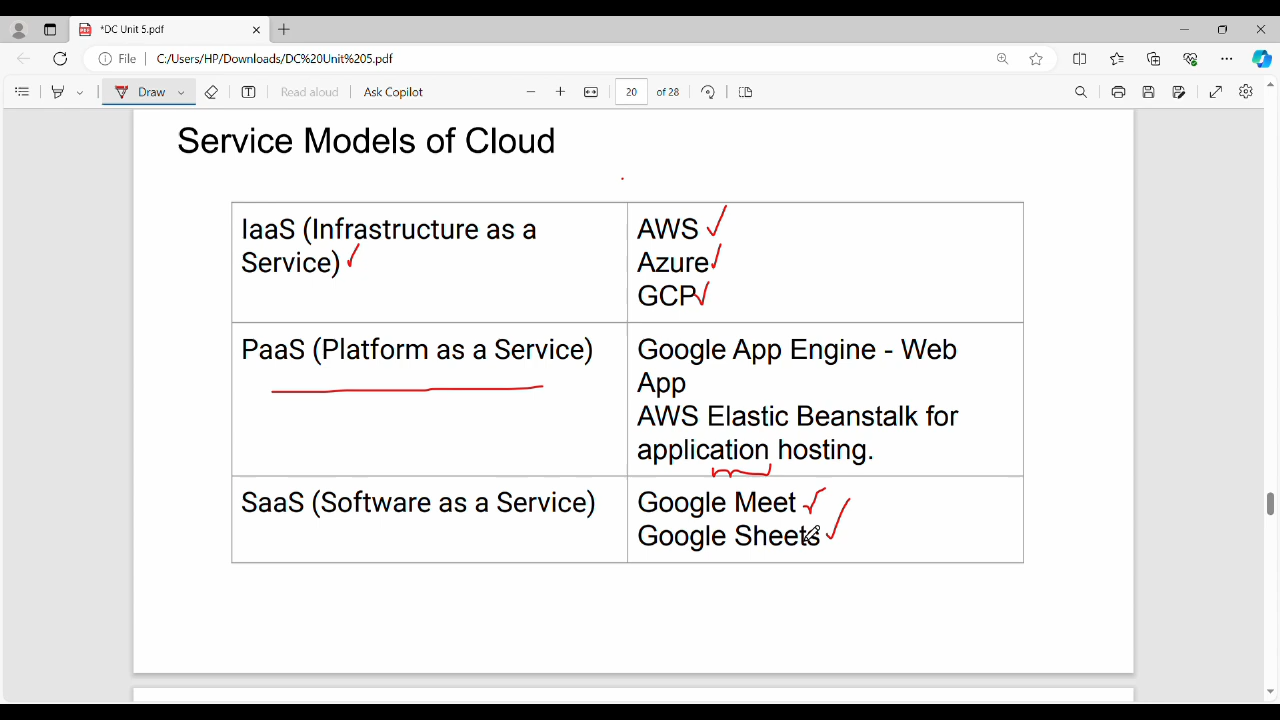 *DC Unit 5.pdf
File C:/Users/HP/Downloads/DC%20Unit%205.pdf
Draw Read aloud Ask Copilot 20 of 28
Service Models of Cloud
IaaS (Infrastructure as a
Service)
AWS
Azure
GCP
PaaS (Platform as a Service)
Google App Engine - Web
App
AWS Elastic Beanstalk for
application hosting.
SaaS (Software as a Service)
Google Meet
Google Sheets